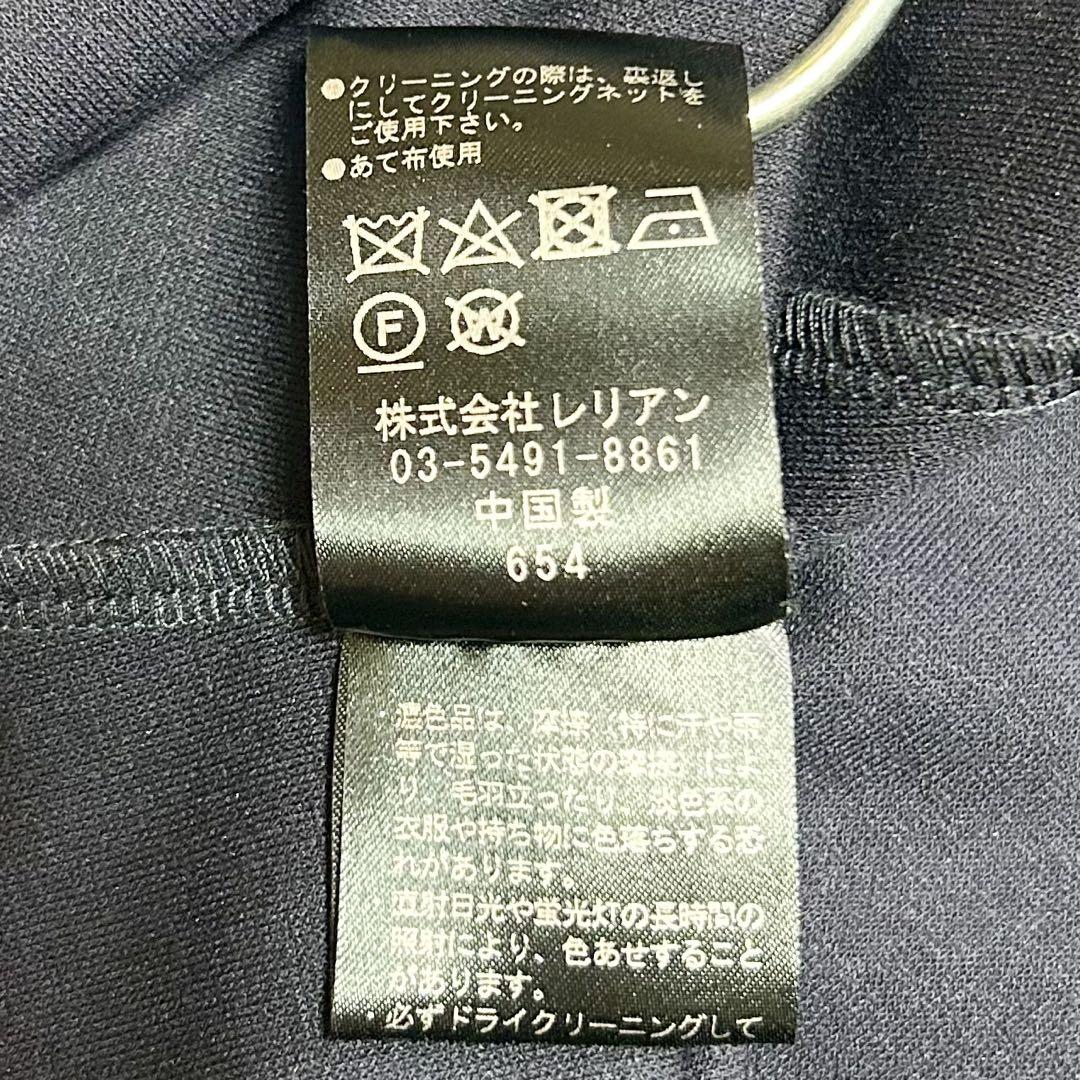 ●クリーニングの際は、裏返し
にしてクリーニングネットを
ご使用下さい。
●あて布使用
F W
株式会社レリアン
03-5491-8861
中国製
654
・濃色品は、摩擦 特に汗や雨
等で湿った状態の摩擦 によ
り、毛羽立ったり、淡色系の
衣服や持ち物に色落ちする恐
れがあります。
直射日光や蛍光灯の長時間の
照射により、色あせすること
があります。
・必ずドライクリーニングして